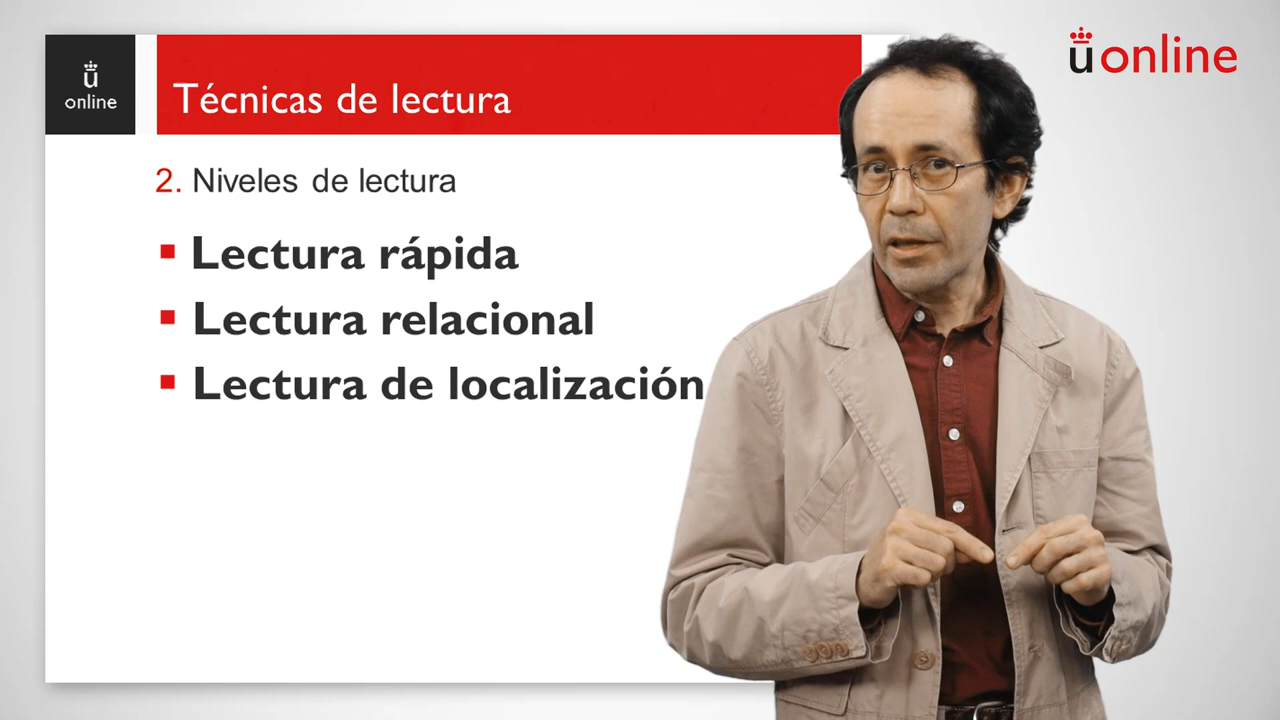 ü online
online
Técnicas de lectura
2. Niveles de lectura
▪ Lectura rápida
▪ Lectura relacional
▪ Lectura de localización